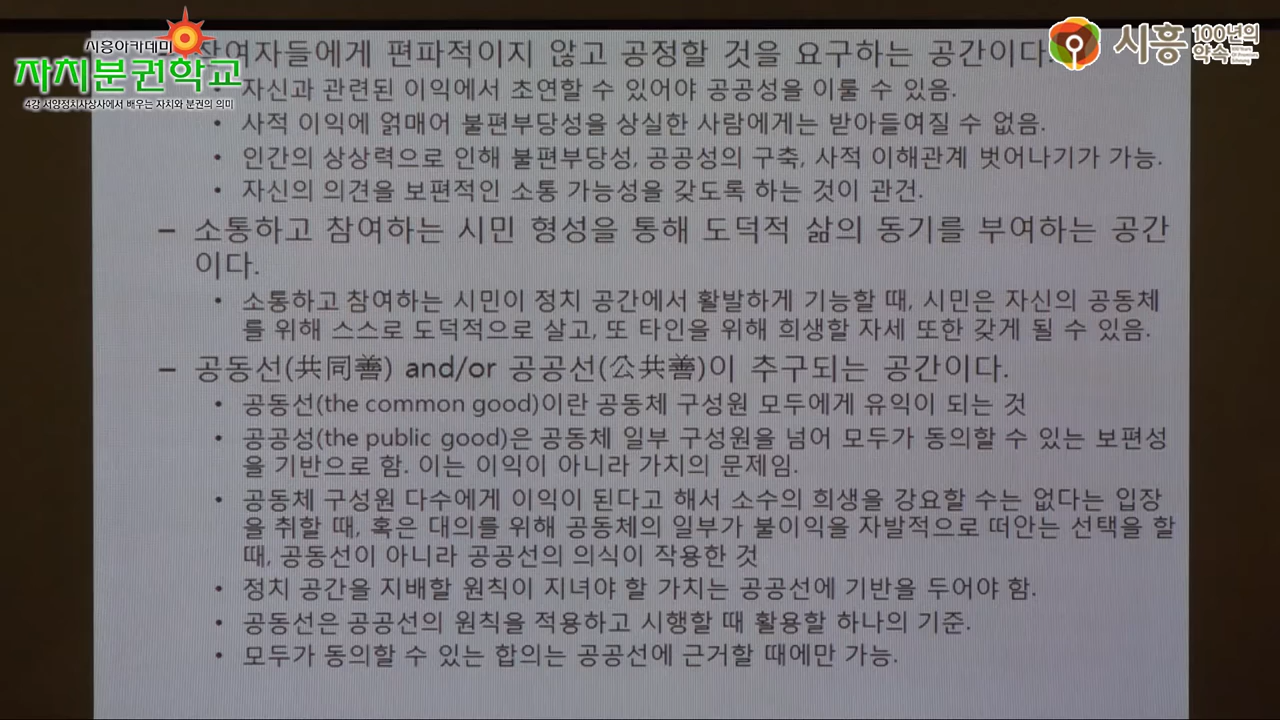 시흥아카데미
자치분권학교
4강 서양정치사상사에서 배우는 자치와 분권의 의미
시흥 100년의 약속
참여자들에게 편파적이지 않고 공정할 것을 요구하는 공간이다.
• 자신과 관련된 이익에서 초연할 수 있어야 공공성을 이룰 수 있음.
• 사적 이익에 얽매어 불편부당성을 상실한 사람에게는 받아들여질 수 없음.
• 인간의 상상력으로 인해 불편부당성, 공공성의 구축, 사적 이해관계 벗어나기가 가능.
• 자신의 의견을 보편적인 소통 가능성을 갖도록 하는 것이 관건.
– 소통하고 참여하는 시민 형성을 통해 도덕적 삶의 동기를 부여하는 공간
이다.
• 소통하고 참여하는 시민이 정치 공간에서 활발하게 기능할 때, 시민은 자신의 공동체
를 위해 스스로 도덕적으로 살고, 또 타인을 위해 희생할 자세 또한 갖게 될 수 있음.
– 공동선(共同善) and/or 공공선(公共善)이 추구되는 공간이다.
• 공동선(the common good)이란 공동체 구성원 모두에게 유익이 되는 것
• 공공성(the public good)은 공동체 일부 구성원을 넘어 모두가 동의할 수 있는 보편성
을 기반으로 함. 이는 이익이 아니라 가치의 문제임.
• 공동체 구성원 다수에게 이익이 된다고 해서 소수의 희생을 강요할 수는 없다는 입장
을 취할 때, 혹은 대의를 위해 공동체의 일부가 불이익을 자발적으로 떠안는 선택을 할
때, 공동선이 아니라 공공선의 의식이 작용한 것
• 정치 공간을 지배할 원칙이 지녀야 할 가치는 공공선에 기반을 두어야 함.
• 공동선은 공공선의 원칙을 적용하고 시행할 때 활용할 하나의 기준.
• 모두가 동의할 수 있는 합의는 공공선에 근거할 때에만 가능.